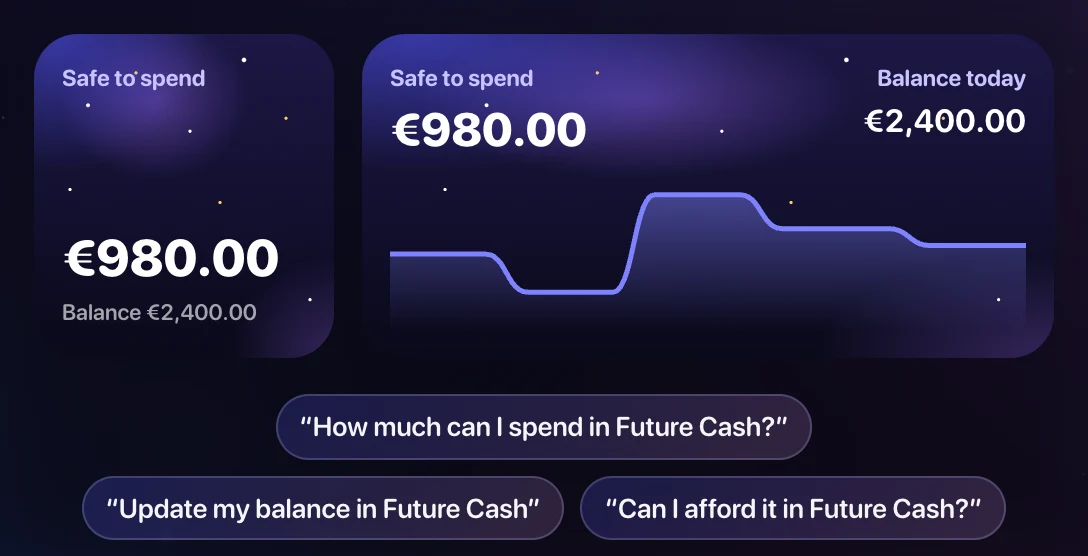 Safe to spend
€980.00
Balance €2,400.00
Safe to spend
€980.00
Balance today
€2,400.00
“How much can I spend in Future Cash?”
“Update my balance in Future Cash”
“Can I afford it in Future Cash?”